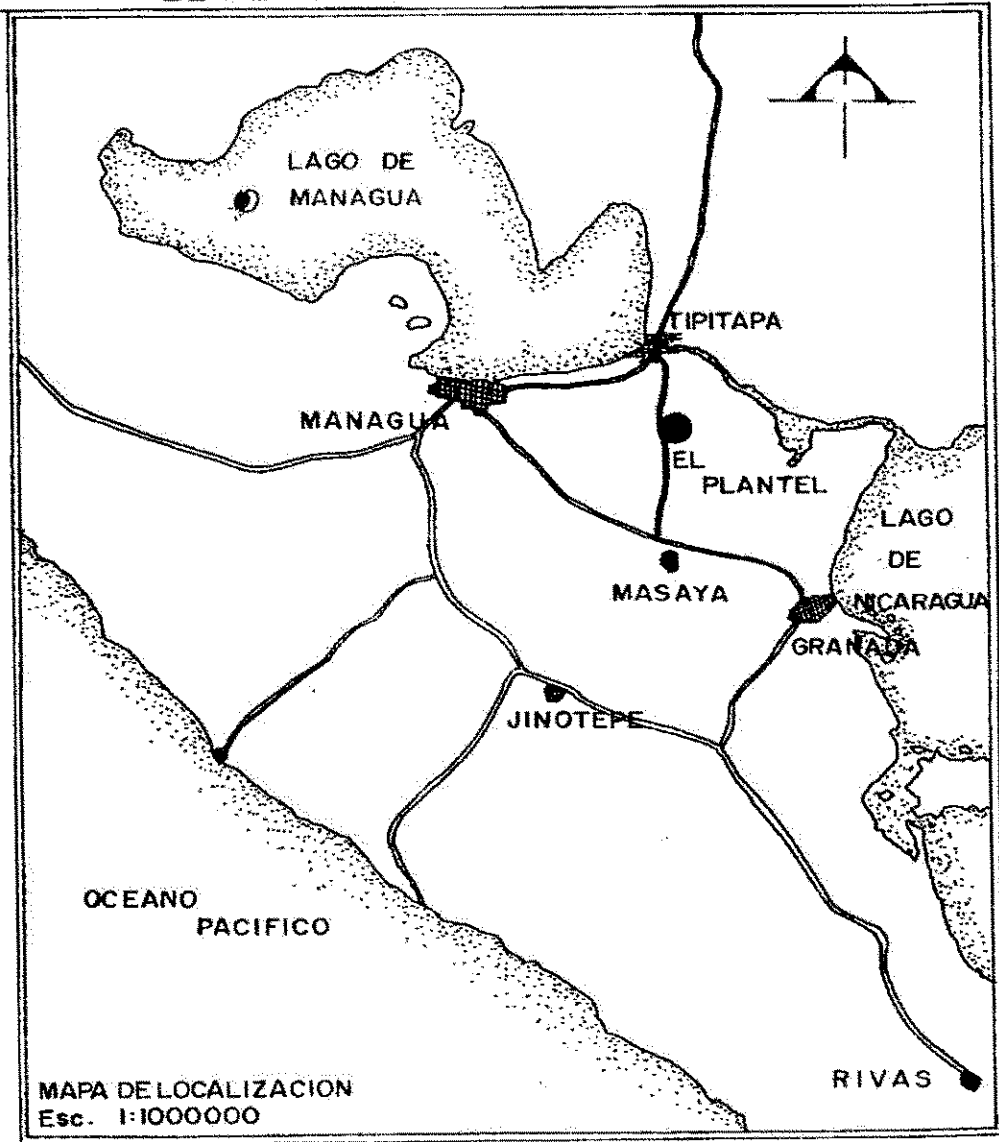 LAGO DE
MANAGUA
TIPITAPA
MANAGUA
EL
PLANTEL
LAGO
DE
NICARAGUA
MASAYA
GRANADA
JINOTEPE
OCEANO
PACIFICO
RIVAS
MAPA DE LOCALIZACION
Esc. 1:1000000